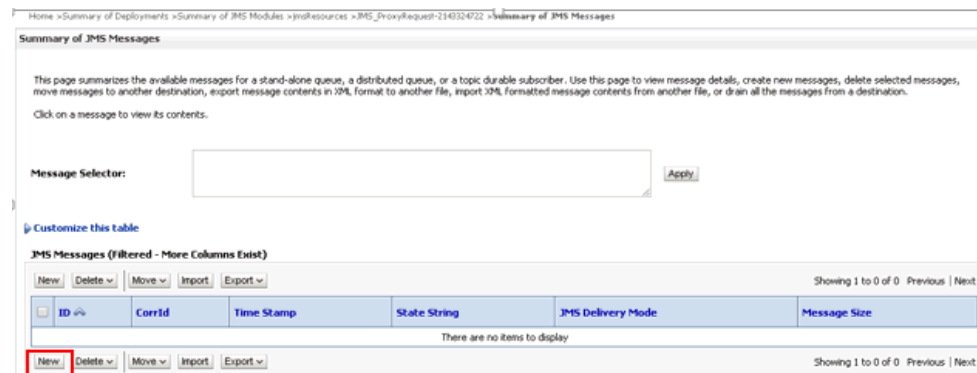 Home >Summary of Deployments >Summary of JMS Modules >jmsResources >JMS_ProxyRequest-2143324722 >Summary of JMS Messages
Summary of JMS Messages
This page summarizes the available messages for a stand-alone queue, a distributed queue, or a topic durable subscriber. Use this page to view message details, create new messages, delete selected messages,
move messages to another destination, export message contents in XML format to another file, import XML formatted message contents from another file, or drain all the messages from a destination.
Click on a message to view its contents.
Message Selector:
Apply
Customize this table
JMS Messages (Filtered - More Columns Exist)
New Delete Move Import Export Showing 1 to 0 of 0 Previous | Next
ID CorrId Time Stamp State String JMS Delivery Mode Message Size
There are no items to display
New Delete Move Import Export Showing 1 to 0 of 0 Previous | Next